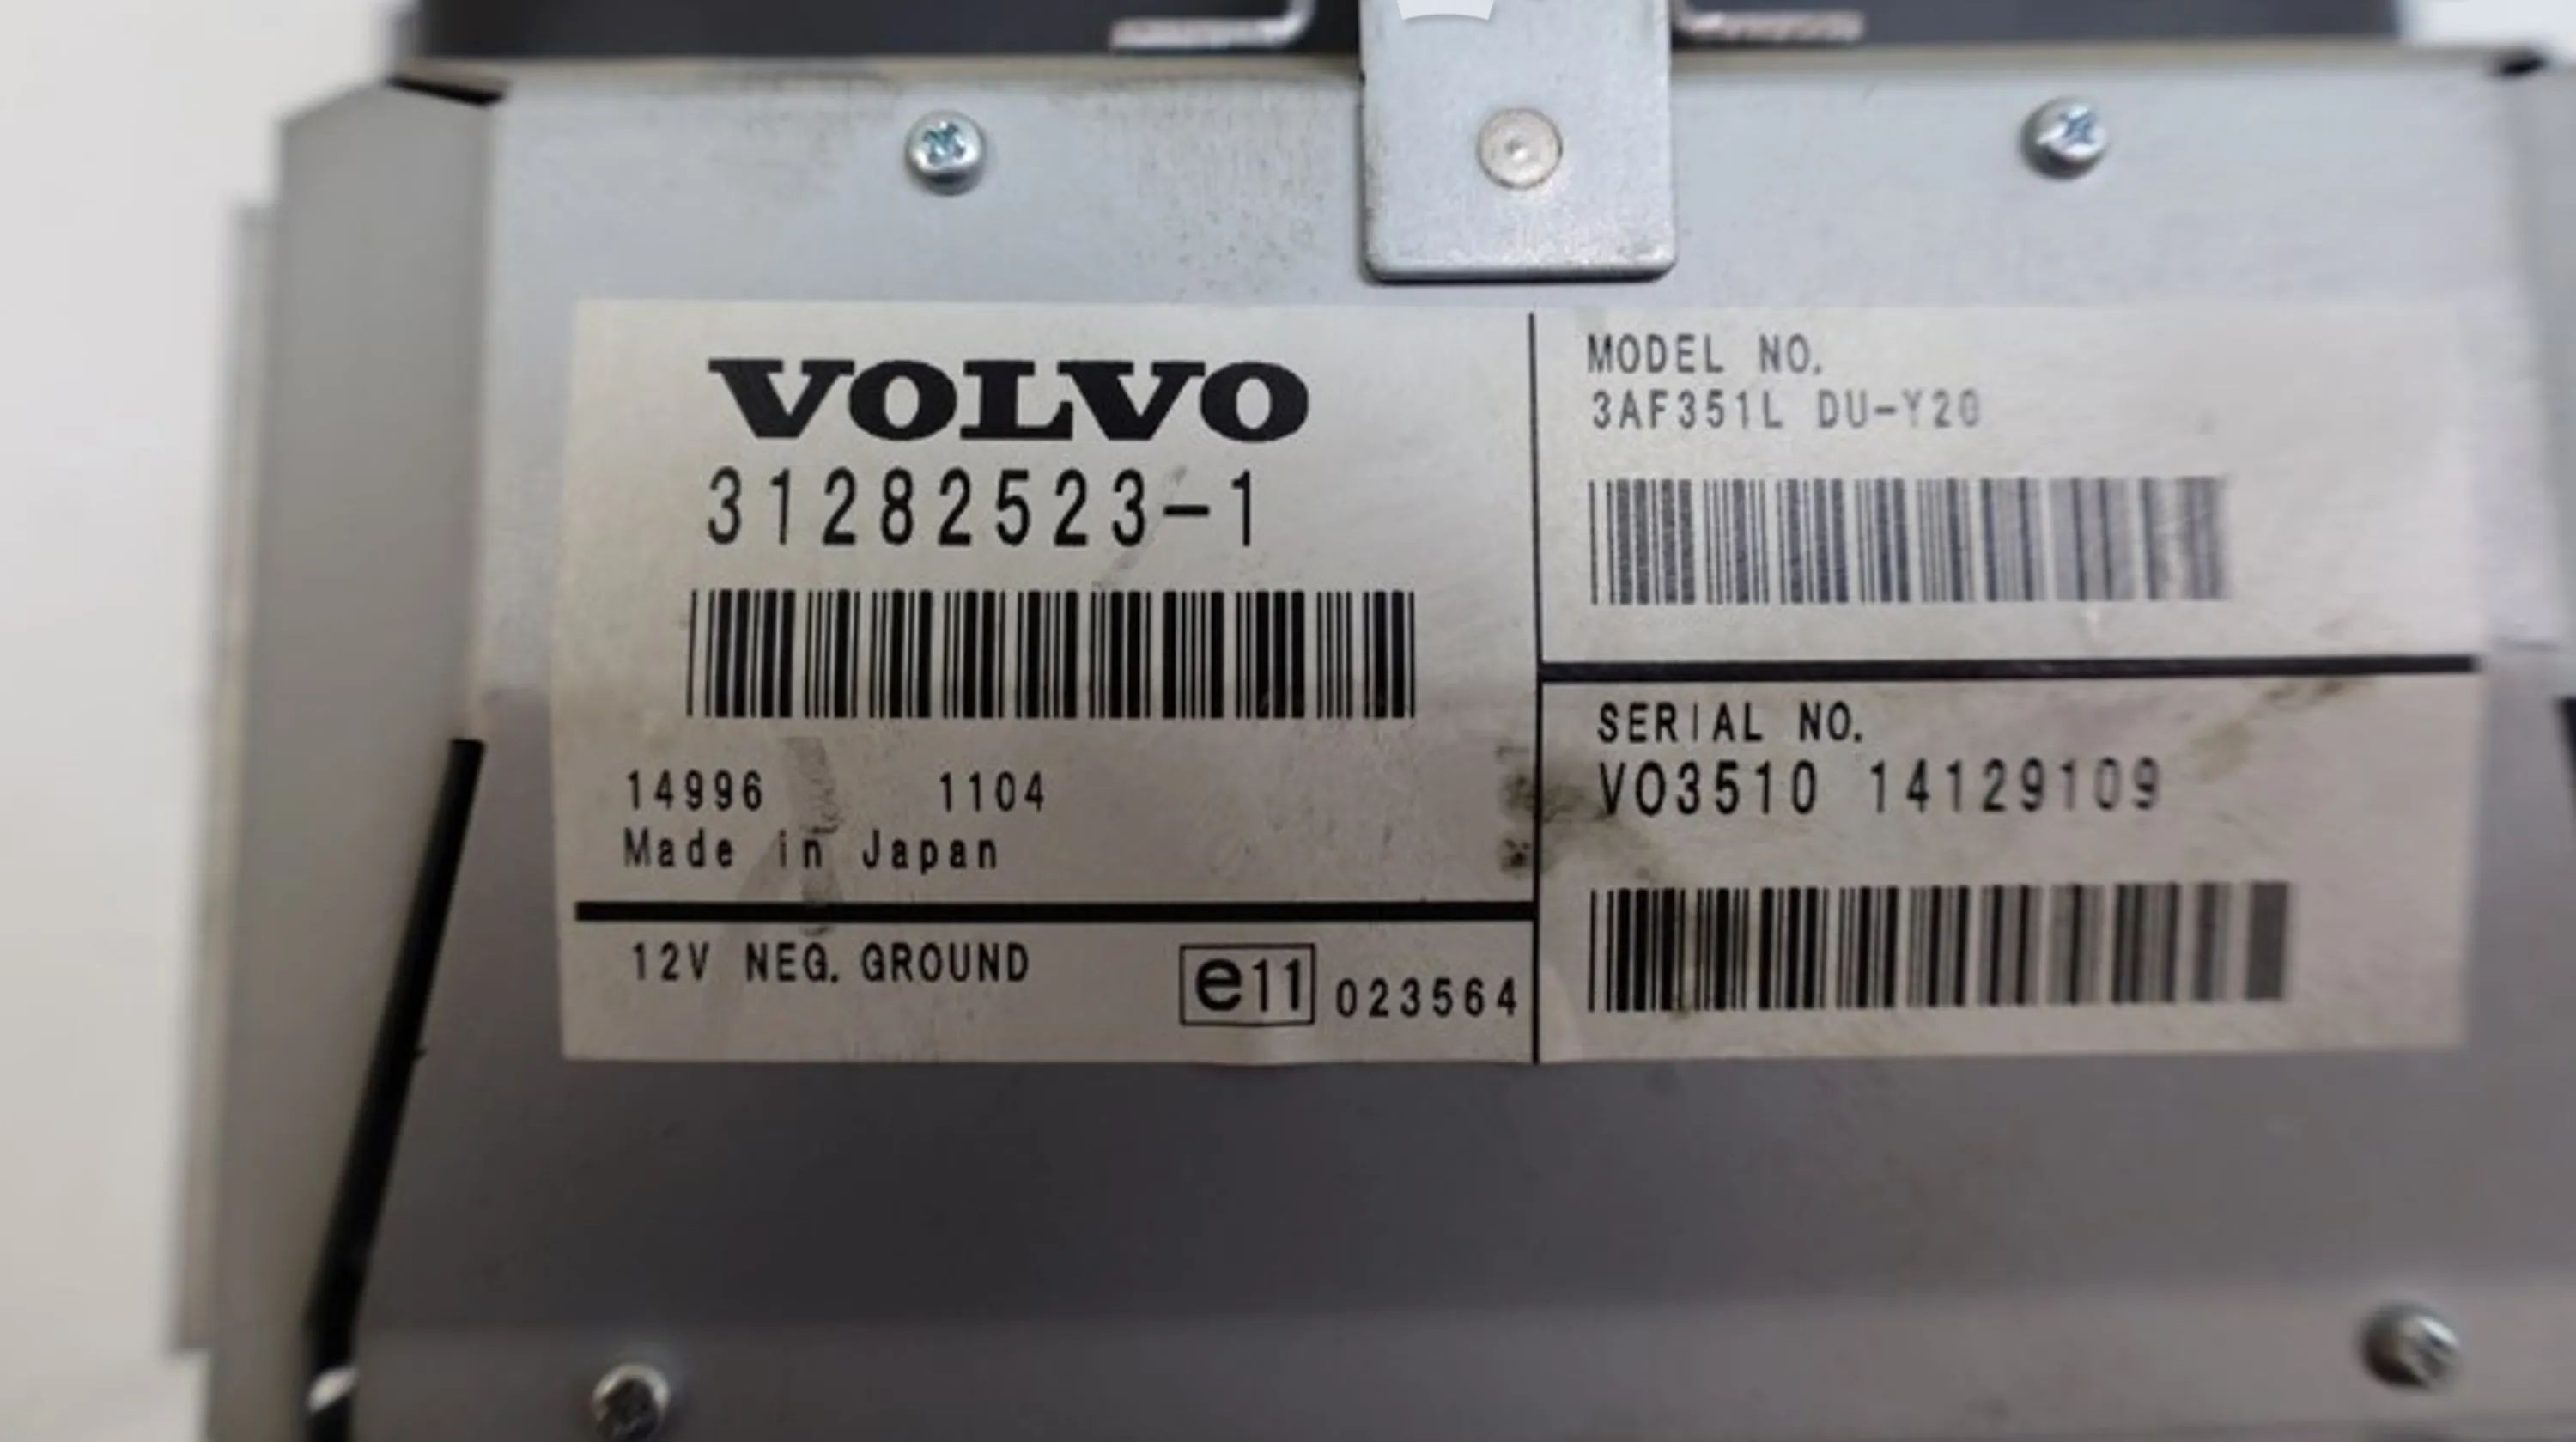 VOLVO
31282523-1
14996 1104
Made in Japan
12V NEG. GROUND
e11 023564
MODEL NO.
3AF351L DU-Y20
SERIAL NO.
VO3510 14129109